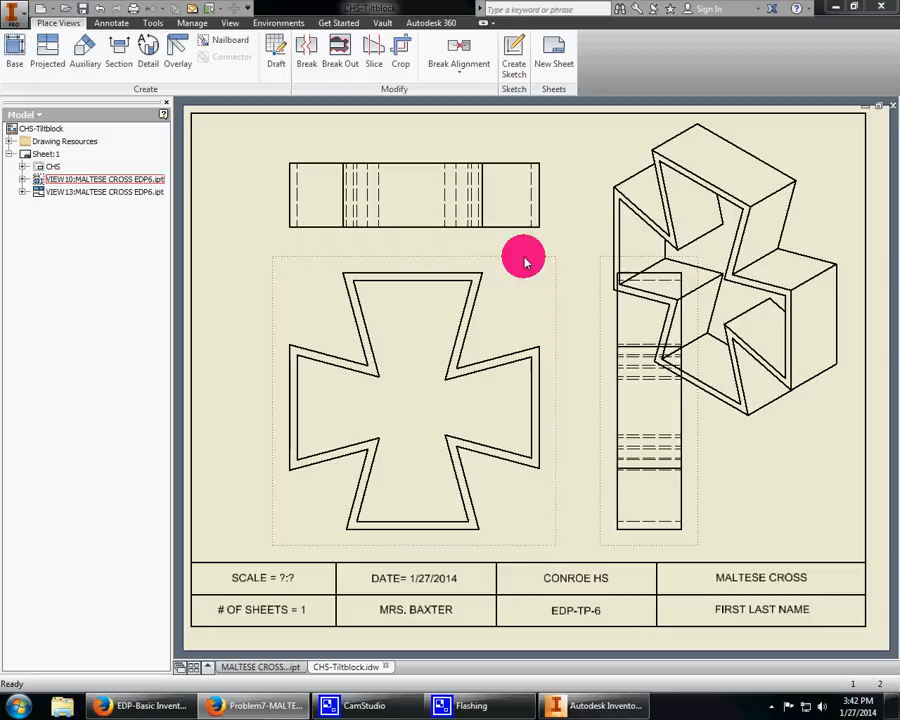 CHS-Tiltblock
Type a keyword or phrase
Sign In
PRO
Place Views Annotate Tools Manage View Environments Get Started Vault Autodesk 360
Base Projected Auxiliary Section Detail Overlay
Nailboard
Connector
Draft Break Break Out Slice Crop Break Alignment Create Sketch New Sheet
Create Modify Sketch Sheets
Model
CHS-Tiltblock
Drawing Resources
Sheet:1
CHS
VIEW10:MALTESE CROSS EDP6.ipt
VIEW13:MALTESE CROSS EDP6.ipt
SCALE = ?:? DATE= 1/27/2014 CONROE HS MALTESE CROSS
# OF SHEETS = 1 MRS. BAXTER EDP-TP-6 FIRST LAST NAME
MALTESE CROSS...ipt CHS-Tiltblock.idw
Ready 1 2
EDP-Basic Invent... Problem7-MALTE... CamStudio Flashing Autodesk Invento...
3:42 PM
1/27/2014